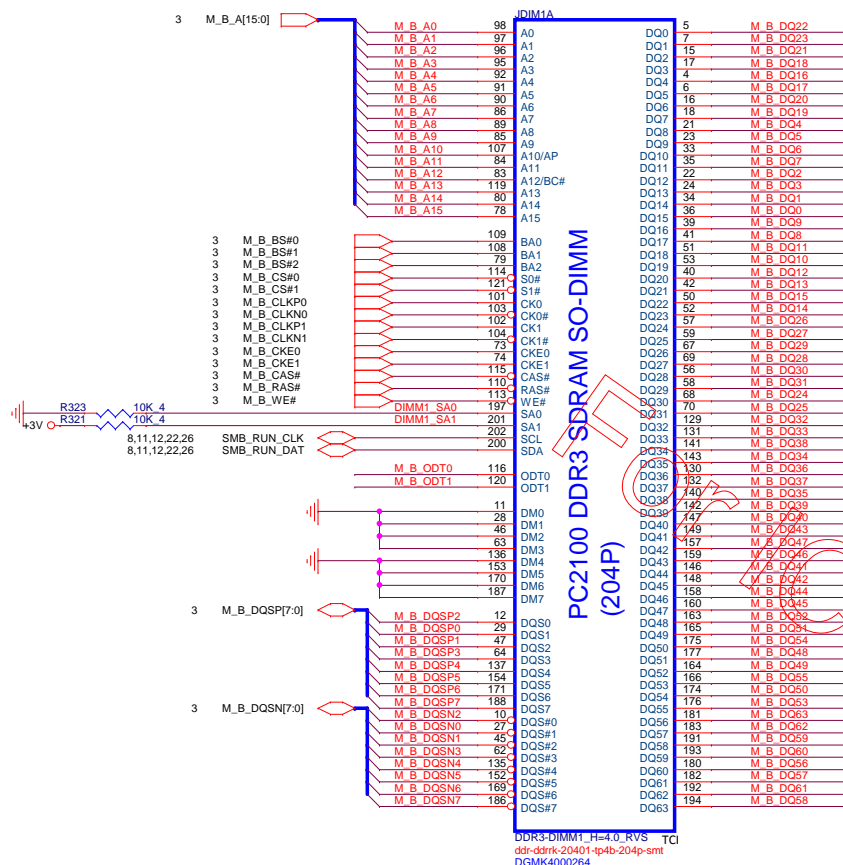 JDIM1A
3 M_B_A[15:0]
M_B_A0 98 A0
M_B_A1 97 A1
M_B_A2 96 A2
M_B_A3 95 A3
M_B_A4 92 A4
M_B_A5 91 A5
M_B_A6 90 A6
M_B_A7 86 A7
M_B_A8 89 A8
M_B_A9 85 A9
M_B_A10 107 A10/AP
M_B_A11 84 A11
M_B_A12 83 A12/BC#
M_B_A13 119 A13
M_B_A14 80 A14
M_B_A15 78 A15
3 M_B_BS#0 109 BA0
3 M_B_BS#1 108 BA1
3 M_B_BS#2 79 BA2
3 M_B_CS#0 114 S0#
3 M_B_CS#1 121 S1#
3 M_B_CLKP0 101 CK0
3 M_B_CLKN0 103 CK0#
3 M_B_CLKP1 102 CK1
3 M_B_CLKN1 104 CK1#
3 M_B_CKE0 73 CKE0
3 M_B_CKE1 74 CKE1
3 M_B_CAS# 115 CAS#
3 M_B_RAS# 110 RAS#
3 M_B_WE# 113 WE#
R323 10K_4 DIMM1_SA0 197 SA0
+3V R321 10K_4 DIMM1_SA1 201 SA1
8,11,12,22,26 SMB_RUN_CLK 202 SCL
8,11,12,22,26 SMB_RUN_DAT 200 SDA
M_B_ODT0 116 ODT0
M_B_ODT1 120 ODT1
11 DM0
28 DM1
46 DM2
63 DM3
136 DM4
153 DM5
170 DM6
187 DM7
3 M_B_DQSP[7:0]
M_B_DQSP2 12 DQS0
M_B_DQSP0 29 DQS1
M_B_DQSP1 47 DQS2
M_B_DQSP3 64 DQS3
M_B_DQSP4 137 DQS4
M_B_DQSP5 154 DQS5
M_B_DQSP6 171 DQS6
M_B_DQSP7 188 DQS7
3 M_B_DQSN[7:0]
M_B_DQSN2 10 DQS#0
M_B_DQSN0 27 DQS#1
M_B_DQSN1 45 DQS#2
M_B_DQSN3 62 DQS#3
M_B_DQSN4 135 DQS#4
M_B_DQSN5 152 DQS#5
M_B_DQSN6 169 DQS#6
M_B_DQSN7 186 DQS#7
PC2100 DDR3 SDRAM SO-DIMM
(204P)
DQ0 5 M_B_DQ22
DQ1 7 M_B_DQ23
DQ2 15 M_B_DQ21
DQ3 17 M_B_DQ18
DQ4 4 M_B_DQ16
DQ5 6 M_B_DQ17
DQ6 16 M_B_DQ20
DQ7 18 M_B_DQ19
DQ8 21 M_B_DQ4
DQ9 23 M_B_DQ5
DQ10 33 M_B_DQ6
DQ11 35 M_B_DQ7
DQ12 22 M_B_DQ2
DQ13 24 M_B_DQ3
DQ14 34 M_B_DQ1
DQ15 36 M_B_DQ0
DQ16 39 M_B_DQ9
DQ17 41 M_B_DQ8
DQ18 51 M_B_DQ11
DQ19 53 M_B_DQ10
DQ20 40 M_B_DQ12
DQ21 42 M_B_DQ13
DQ22 50 M_B_DQ15
DQ23 52 M_B_DQ14
DQ24 57 M_B_DQ26
DQ25 59 M_B_DQ27
DQ26 67 M_B_DQ29
DQ27 69 M_B_DQ28
DQ28 56 M_B_DQ30
DQ29 58 M_B_DQ31
DQ30 68 M_B_DQ24
DQ31 70 M_B_DQ25
DQ32 129 M_B_DQ32
DQ33 131 M_B_DQ33
DQ34 141 M_B_DQ38
DQ35 143 M_B_DQ34
DQ36 130 M_B_DQ36
DQ37 132 M_B_DQ37
DQ38 140 M_B_DQ35
DQ39 142 M_B_DQ39
DQ40 147 M_B_DQ40
DQ41 149 M_B_DQ43
DQ42 157 M_B_DQ47
DQ43 159 M_B_DQ46
DQ44 146 M_B_DQ41
DQ45 148 M_B_DQ42
DQ46 158 M_B_DQ44
DQ47 160 M_B_DQ45
DQ48 163 M_B_DQ52
DQ49 165 M_B_DQ51
DQ50 175 M_B_DQ54
DQ51 177 M_B_DQ48
DQ52 164 M_B_DQ49
DQ53 166 M_B_DQ55
DQ54 174 M_B_DQ50
DQ55 176 M_B_DQ53
DQ56 181 M_B_DQ63
DQ57 183 M_B_DQ62
DQ58 191 M_B_DQ59
DQ59 193 M_B_DQ60
DQ60 180 M_B_DQ56
DQ61 182 M_B_DQ57
DQ62 192 M_B_DQ61
DQ63 194 M_B_DQ58
For
DDR3-DIMM1_H=4.0_RVS
ddr-ddrrk-20401-tp4b-204p-smt
DGMK4000264